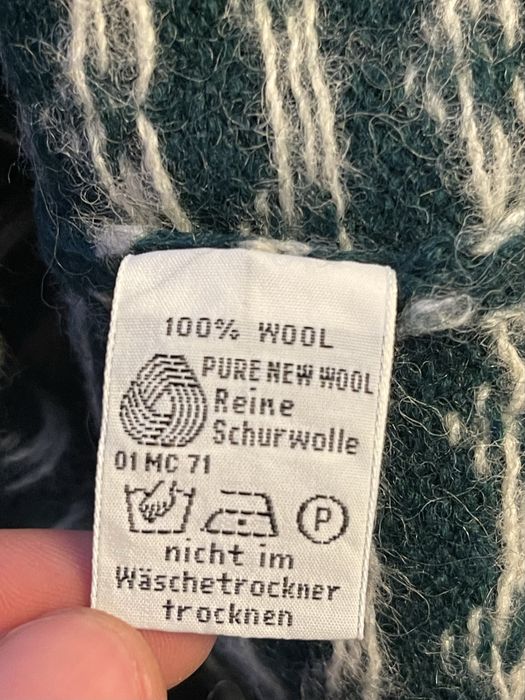 100% WOOL
PURE NEW WOOL
Reine
Schurwolle
01 MC 71
P
nicht im
Wäschetrockner
trocknen